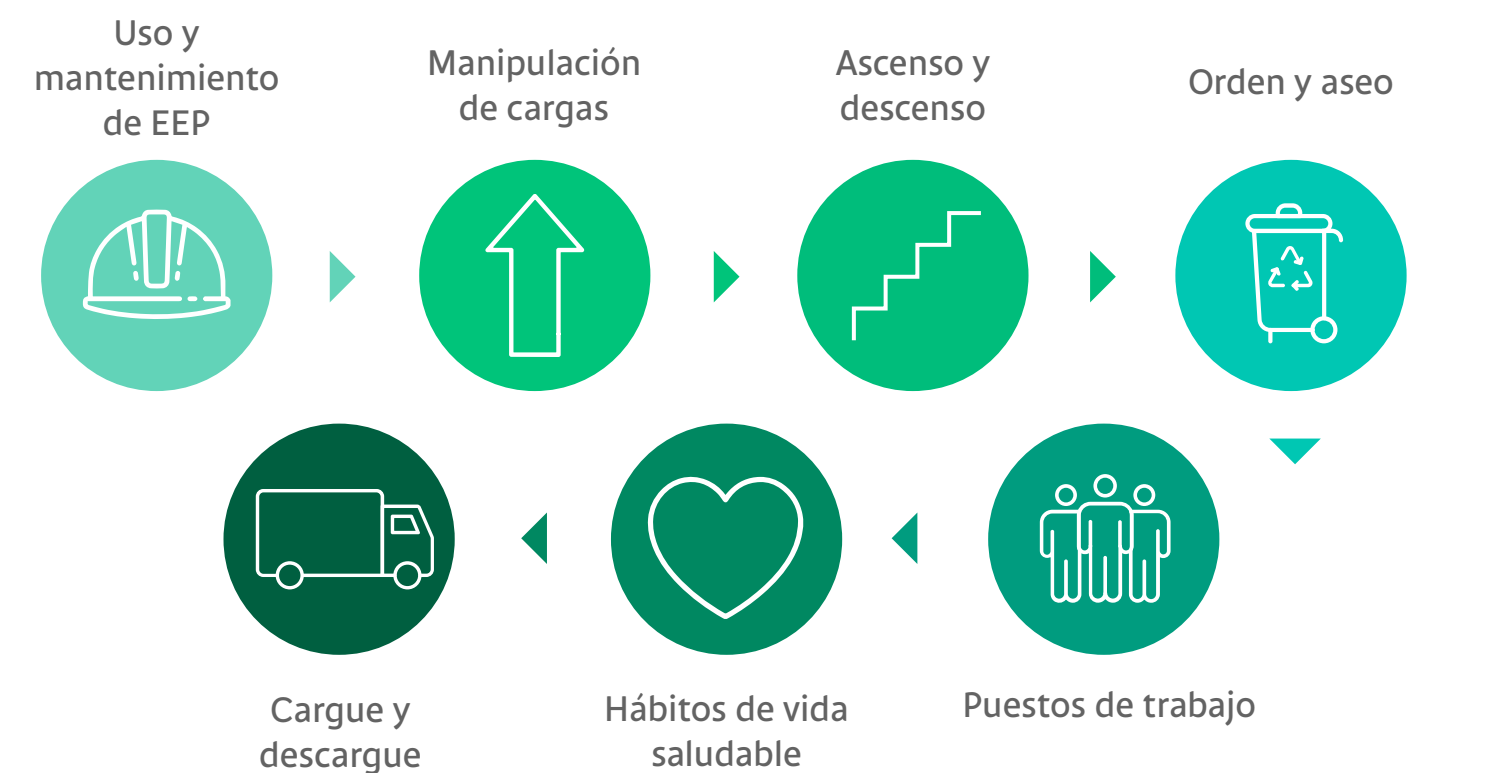 Uso y
mantenimiento
de EEP
Manipulación
de cargas
Ascenso y
descenso
Orden y aseo
Puestos de trabajo
Hábitos de vida
saludable
Cargue y
descargue